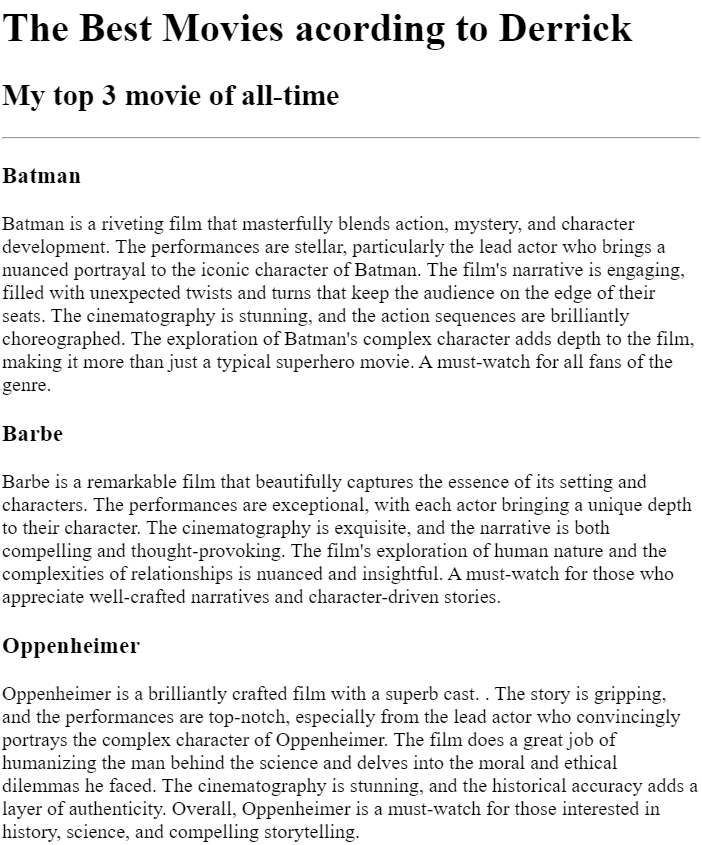 The Best Movies acording to Derrick
My top 3 movie of all-time
Batman
Batman is a riveting film that masterfully blends action, mystery, and character
development. The performances are stellar, particularly the lead actor who brings a
nuanced portrayal to the iconic character of Batman. The film's narrative is engaging,
filled with unexpected twists and turns that keep the audience on the edge of their
seats. The cinematography is stunning, and the action sequences are brilliantly
choreographed. The exploration of Batman's complex character adds depth to the film,
making it more than just a typical superhero movie. A must-watch for all fans of the
genre.
Barbe
Barbe is a remarkable film that beautifully captures the essence of its setting and
characters. The performances are exceptional, with each actor bringing a unique depth
to their character. The cinematography is exquisite, and the narrative is both
compelling and thought-provoking. The film's exploration of human nature and the
complexities of relationships is nuanced and insightful. A must-watch for those who
appreciate well-crafted narratives and character-driven stories.
Oppenheimer
Oppenheimer is a brilliantly crafted film with a superb cast. . The story is gripping,
and the performances are top-notch, especially from the lead actor who convincingly
portrays the complex character of Oppenheimer. The film does a great job of
humanizing the man behind the science and delves into the moral and ethical
dilemmas he faced. The cinematography is stunning, and the historical accuracy adds a
layer of authenticity. Overall, Oppenheimer is a must-watch for those interested in
history, science, and compelling storytelling.